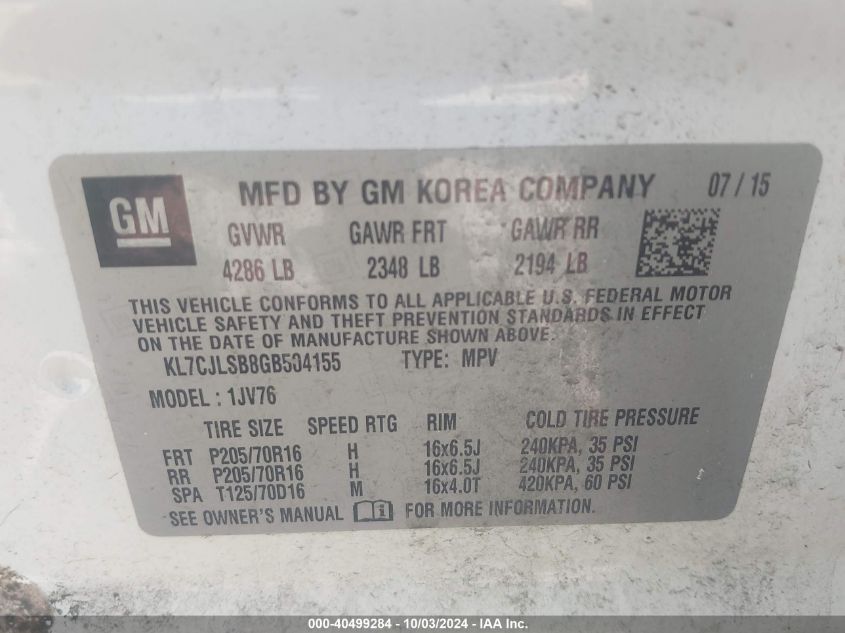 GM
MFD BY GM KOREA COMPANY 07 / 15
GVWR GAWR FRT GAWR RR
4286 LB 2348 LB 2194 LB
THIS VEHICLE CONFORMS TO ALL APPLICABLE U.S. FEDERAL MOTOR
VEHICLE SAFETY AND THEFT PREVENTION STANDARDS IN EFFECT
ON THE DATE OF MANUFACTURE SHOWN ABOVE.
KL7CJLSB8GB504155 TYPE: MPV
MODEL : 1JV76
TIRE SIZE SPEED RTG RIM COLD TIRE PRESSURE
FRT P205/70R16 H 16x6.5J 240KPA, 35 PSI
RR P205/70R16 H 16x6.5J 240KPA, 35 PSI
SPA T125/70D16 M 16x4.0T 420KPA, 60 PSI
SEE OWNER'S MANUAL i FOR MORE INFORMATION.
000-40499284 - 10/03/2024 - IAA Inc.